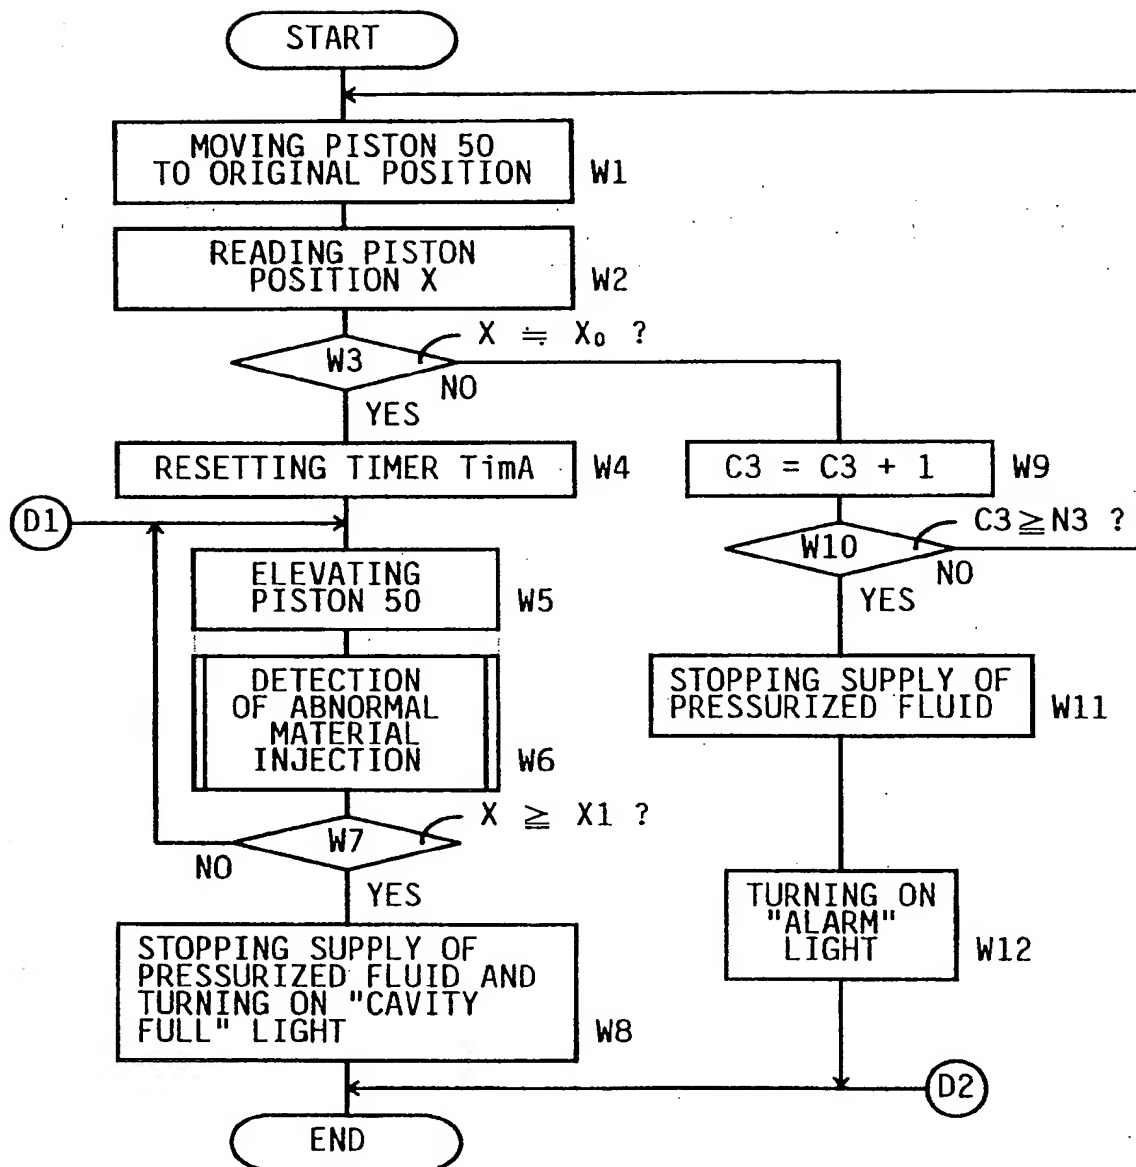 START
MOVING PISTON 50
TO ORIGINAL POSITION
W1
READING PISTON
POSITION X
W2
X ≒ X₀ ?
W3
NO
YES
RESETTING TIMER TimA
W4
C3 = C3 + 1
W9
D1
C3≧N3 ?
W10
NO
YES
ELEVATING
PISTON 50
W5
DETECTION
OF ABNORMAL
MATERIAL
INJECTION
W6
STOPPING SUPPLY OF
PRESSURIZED FLUID
W11
X ≧ X1 ?
W7
NO
YES
TURNING ON
"ALARM"
LIGHT
W12
STOPPING SUPPLY OF
PRESSURIZED FLUID AND
TURNING ON "CAVITY
FULL" LIGHT
W8
D2
END